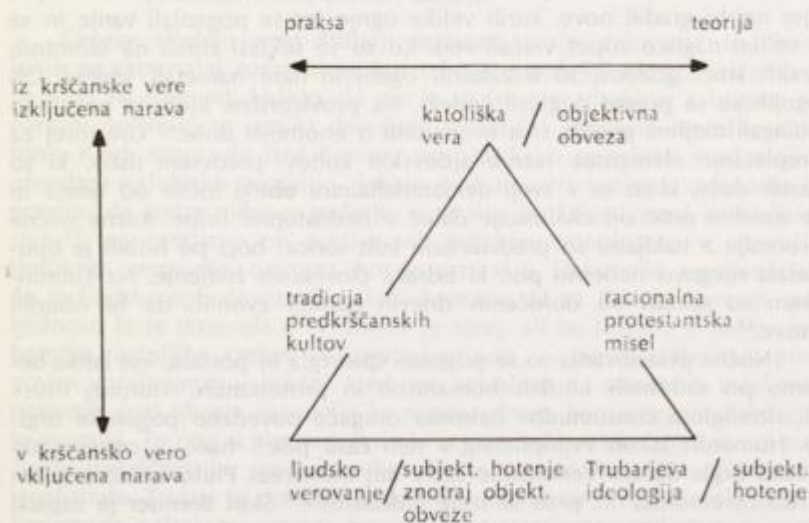 praksa teorija
iz krščanske vere
izključena narava
katoliška / objektivna
vera obveza
tradicija racionalna
predkrščanskih protestantska
kultov misel
v krščansko vero
vključena narava
ljudsko /subjekt. hotenje Trubarjeva / subjekt.
verovanje/ znotraj objekt. ideologija / hotenje
obveze